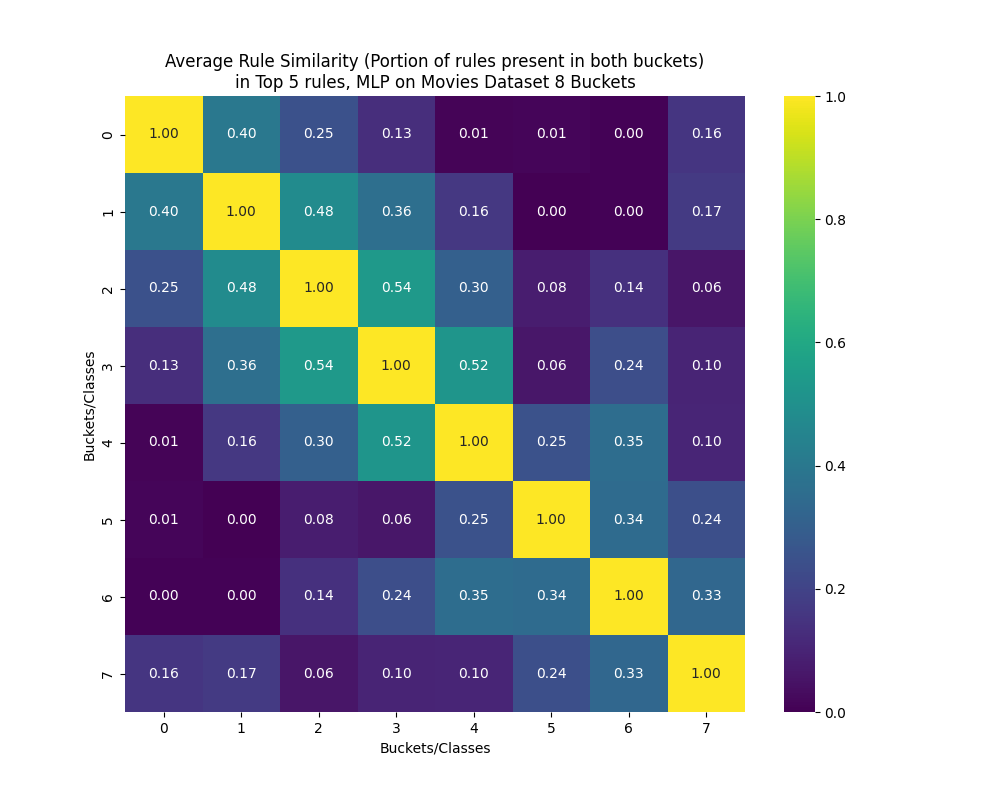 Average Rule Similarity (Portion of rules present in both buckets)
in Top 5 rules, MLP on Movies Dataset 8 Buckets
Buckets/Classes
0 1.00 0.40 0.25 0.13 0.01 0.01 0.00 0.16
1 0.40 1.00 0.48 0.36 0.16 0.00 0.00 0.17
2 0.25 0.48 1.00 0.54 0.30 0.08 0.14 0.06
3 0.13 0.36 0.54 1.00 0.52 0.06 0.24 0.10
4 0.01 0.16 0.30 0.52 1.00 0.25 0.35 0.10
5 0.01 0.00 0.08 0.06 0.25 1.00 0.34 0.24
6 0.00 0.00 0.14 0.24 0.35 0.34 1.00 0.33
7 0.16 0.17 0.06 0.10 0.10 0.24 0.33 1.00
0 1 2 3 4 5 6 7
Buckets/Classes
1.0
0.8
0.6
0.4
0.2
0.0